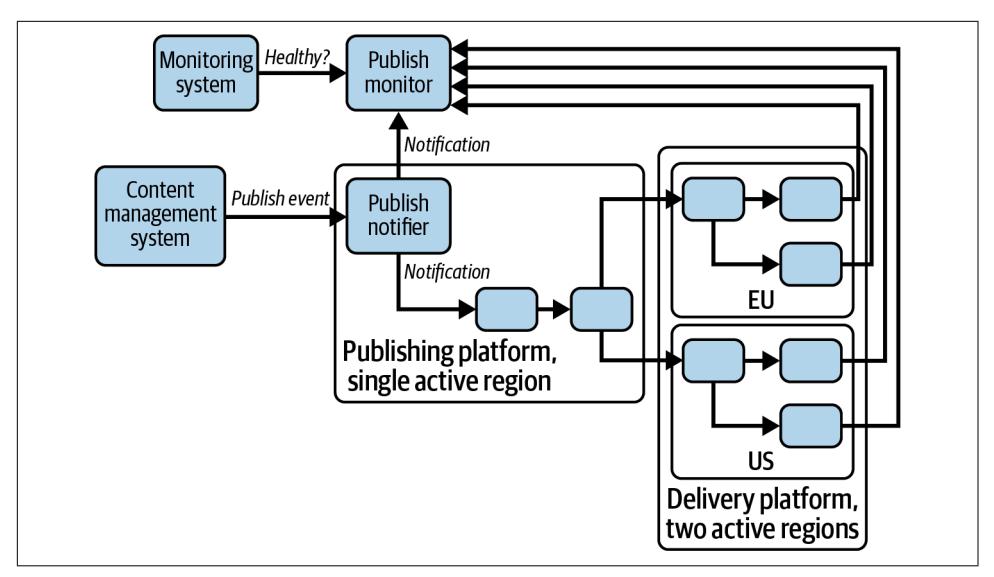 Monitoring
system
Healthy?
Publish
monitor
Notification
Content
management
system
Publish event
Publish
notifier
Notification
Publishing platform,
single active region
EU
US
Delivery platform,
two active regions